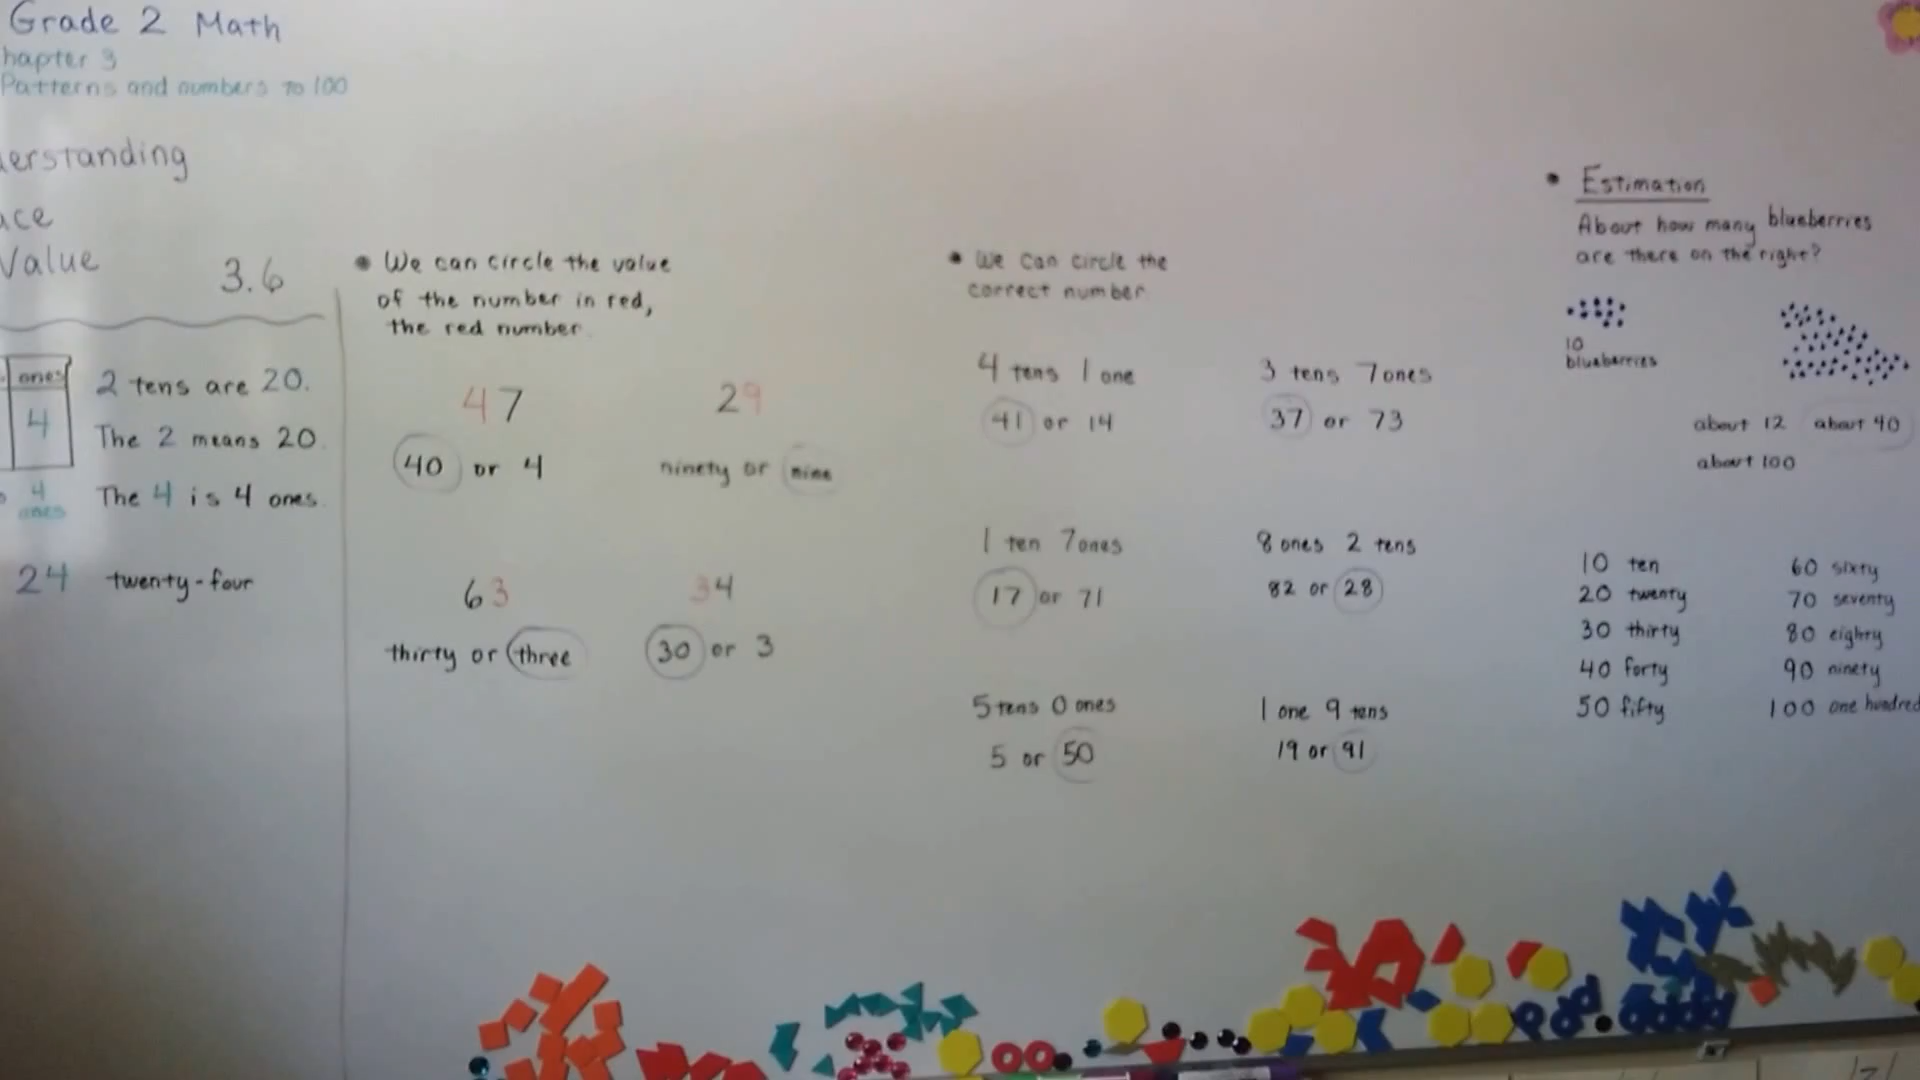 Grade 2 Math
hapter 3
Patterns and numbers to 100
derstanding
ace
Value 3.6
ones
4
4
ones
2 tens are 20.
The 2 means 20.
The 4 is 4 ones.
24 twenty-four
• We can circle the value
of the number in red,
the red number.
47
40 or 4
29
ninety or nine
63
thirty or three
34
30 or 3
• We can circle the
correct number.
4 tens 1 one
41 or 14
3 tens 7 ones
37 or 73
1 ten 7 ones
17 or 71
8 ones 2 tens
82 or 28
5 tens 0 ones
5 or 50
1 one 9 tens
19 or 91
• Estimation
About how many blueberries
are there on the right?
10
blueberries
about 12 about 40
about 100
10 ten
20 twenty
30 thirty
40 forty
50 fifty
60 sixty
70 seventy
80 eighty
90 ninety
100 one hundred